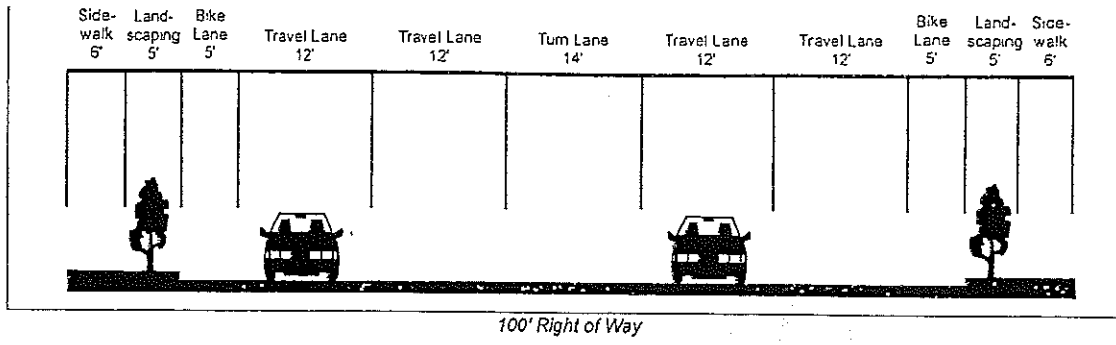 Side-
walk
6'
Land-
scaping
5'
Bike
Lane
5'
Travel Lane
12'
Travel Lane
12'
Turn Lane
14'
Travel Lane
12'
Travel Lane
12'
Bike
Lane
5'
Land-
scaping
5'
Side-
walk
6'
100' Right of Way